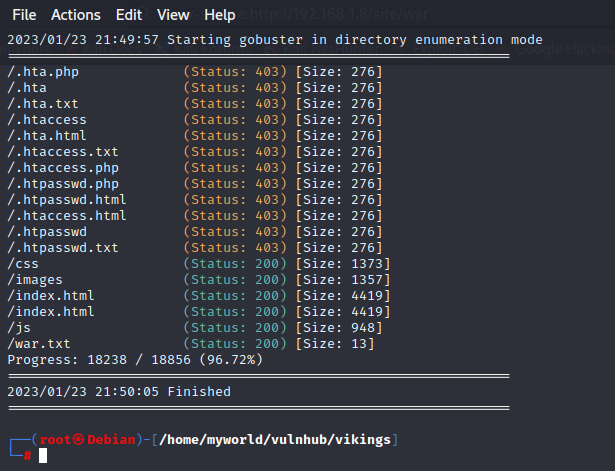 File Actions Edit View Help
http://192.168.1.8/site/war
2023/01/23 21:49:57 Starting gobuster in directory enumeration mode
===============================================================
/.hta.php (Status: 403) [Size: 276]
/.hta (Status: 403) [Size: 276]
/.hta.txt (Status: 403) [Size: 276]
/.htaccess (Status: 403) [Size: 276]
/.hta.html (Status: 403) [Size: 276]
/.htaccess.txt (Status: 403) [Size: 276]
/.htaccess.php (Status: 403) [Size: 276]
/.htpasswd.php (Status: 403) [Size: 276]
/.htpasswd.html (Status: 403) [Size: 276]
/.htaccess.html (Status: 403) [Size: 276]
/.htpasswd (Status: 403) [Size: 276]
/.htpasswd.txt (Status: 403) [Size: 276]
/css (Status: 200) [Size: 1373]
/images (Status: 200) [Size: 1357]
/index.html (Status: 200) [Size: 4419]
/index.html (Status: 200) [Size: 4419]
/js (Status: 200) [Size: 948]
/war.txt (Status: 200) [Size: 13]
Progress: 18238 / 18856 (96.72%)
===============================================================
2023/01/23 21:50:05 Finished
===============================================================
┌──(root㉿Debian)-[/home/myworld/vulnhub/vikings]
└─#